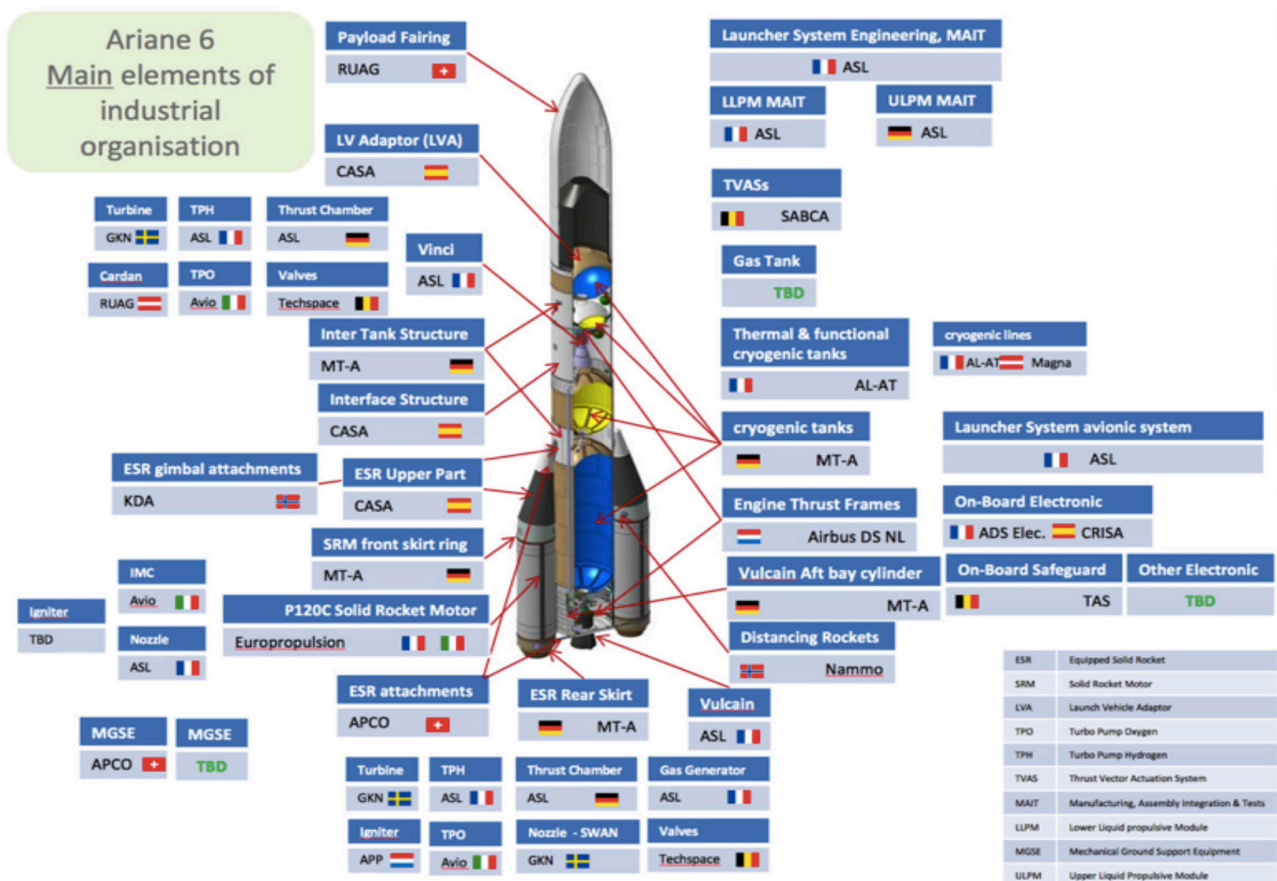 Ariane 6
Main elements of
industrial
organisation
Payload Fairing
RUAG
LV Adaptor (LVA)
CASA
Turbine
GKN
TPH
ASL
Thrust Chamber
ASL
Cardan
RUAG
TPO
Avio
Valves
Techspace
Vinci
ASL
Inter Tank Structure
MT-A
Interface Structure
CASA
ESR gimbal attachments
KDA
ESR Upper Part
CASA
SRM front skirt ring
MT-A
IMC
Avio
Igniter
TBD
Nozzle
ASL
P120C Solid Rocket Motor
Europropulsion
ESR attachments
APCO
ESR Rear Skirt
MT-A
Vulcain
ASL
MGSE
APCO
MGSE
TBD
Turbine
GKN
TPH
ASL
Thrust Chamber
ASL
Gas Generator
ASL
Igniter
APP
TPO
Avio
Nozzle - SWAN
GKN
Valves
Techspace
Launcher System Engineering, MAIT
ASL
LLPM MAIT
ASL
ULPM MAIT
ASL
TVASs
SABCA
Gas Tank
TBD
Thermal & functional
cryogenic tanks
AL-AT
cryogenic lines
AL-AT Magna
cryogenic tanks
MT-A
Launcher System avionic system
ASL
Engine Thrust Frames
Airbus DS NL
On-Board Electronic
ADS Elec. CRISA
Vulcain Aft bay cylinder
MT-A
On-Board Safeguard
TAS
Other Electronic
TBD
Distancing Rockets
Nammo
ESR Equipped Solid Rocket
SRM Solid Rocket Motor
LVA Launch Vehicle Adaptor
TPO Turbo Pump Oxygen
TPH Turbo Pump Hydrogen
TVAS Thrust Vector Actuation System
MAIT Manufacturing, Assembly Integration & Tests
LLPM Lower Liquid propulsive Module
MGSE Mechanical Ground Support Equipment
ULPM Upper Liquid Propulsive Module